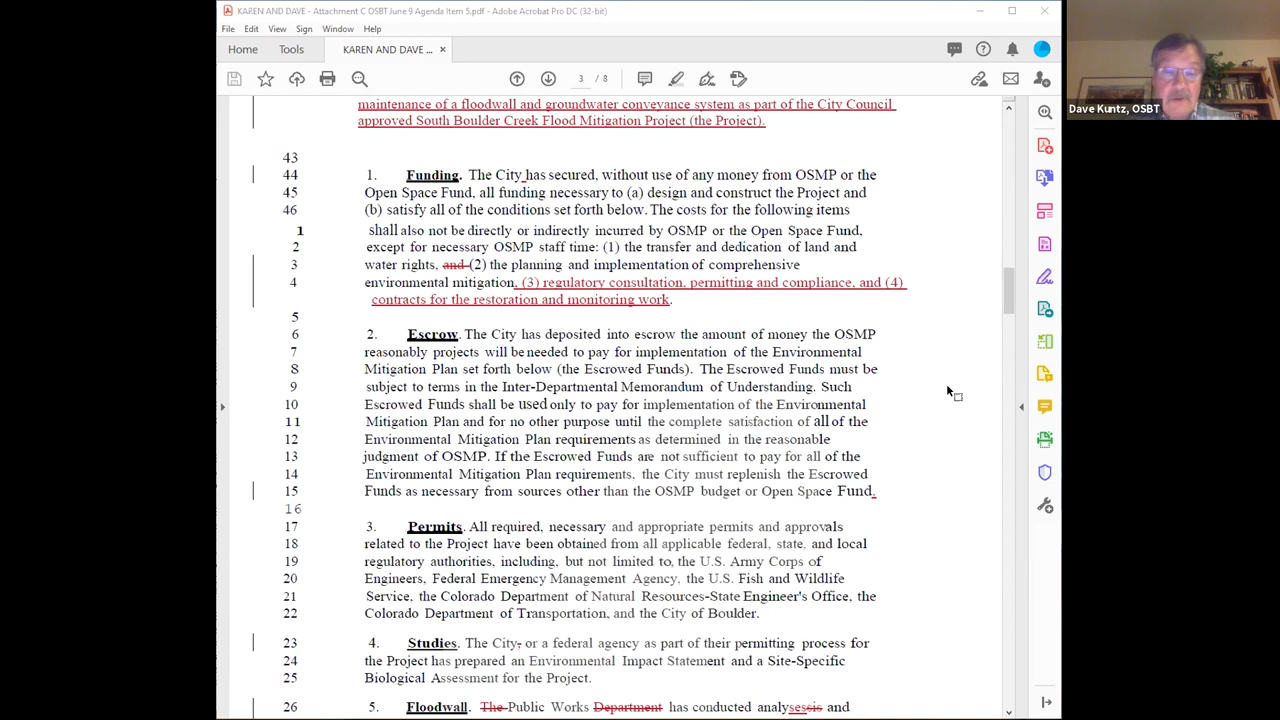 KAREN AND DAVE - Attachment C OSBT June 9 Agenda Item 5.pdf - Adobe Acrobat Pro DC (32-bit)
File Edit View Sign Window Help
Home Tools KAREN AND DAVE ... ×
3 / 8
Dave Kuntz, OSBT
maintenance of a floodwall and groundwater conveyance system as part of the City Council
approved South Boulder Creek Flood Mitigation Project (the Project).
43
44 1. Funding. The City has secured, without use of any money from OSMP or the
45 Open Space Fund, all funding necessary to (a) design and construct the Project and
46 (b) satisfy all of the conditions set forth below. The costs for the following items
1 shall also not be directly or indirectly incurred by OSMP or the Open Space Fund,
2 except for necessary OSMP staff time: (1) the transfer and dedication of land and
3 water rights, and (2) the planning and implementation of comprehensive
4 environmental mitigation, (3) regulatory consultation, permitting and compliance, and (4)
contracts for the restoration and monitoring work.
5
6 2. Escrow. The City has deposited into escrow the amount of money the OSMP
7 reasonably projects will be needed to pay for implementation of the Environmental
8 Mitigation Plan set forth below (the Escrowed Funds). The Escrowed Funds must be
9 subject to terms in the Inter-Departmental Memorandum of Understanding. Such
10 Escrowed Funds shall be used only to pay for implementation of the Environmental
11 Mitigation Plan and for no other purpose until the complete satisfaction of all of the
12 Environmental Mitigation Plan requirements as determined in the reasonable
13 judgment of OSMP. If the Escrowed Funds are not sufficient to pay for all of the
14 Environmental Mitigation Plan requirements, the City must replenish the Escrowed
15 Funds as necessary from sources other than the OSMP budget or Open Space Fund.
16
17 3. Permits. All required, necessary and appropriate permits and approvals
18 related to the Project have been obtained from all applicable federal, state, and local
19 regulatory authorities, including, but not limited to, the U.S. Army Corps of
20 Engineers, Federal Emergency Management Agency, the U.S. Fish and Wildlife
21 Service, the Colorado Department of Natural Resources-State Engineer's Office, the
22 Colorado Department of Transportation, and the City of Boulder.
23 4. Studies. The City, or a federal agency as part of their permitting process for
24 the Project has prepared an Environmental Impact Statement and a Site-Specific
25 Biological Assessment for the Project.
26 5. Floodwall. The Public Works Department has conducted analysessis and